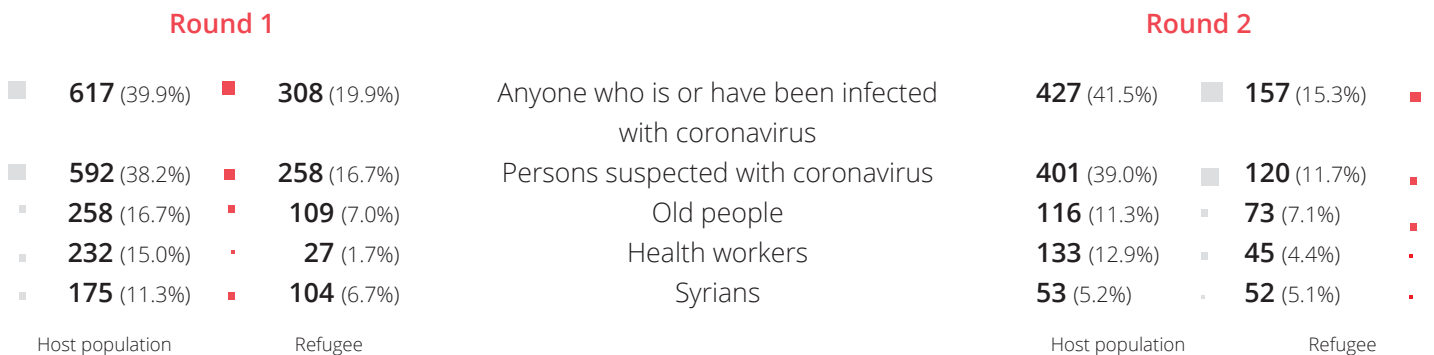 Round 1 Round 2
617 (39.9%) 308 (19.9%) Anyone who is or have been infected 427 (41.5%) 157 (15.3%)
with coronavirus
592 (38.2%) 258 (16.7%) Persons suspected with coronavirus 401 (39.0%) 120 (11.7%)
258 (16.7%) 109 (7.0%) Old people 116 (11.3%) 73 (7.1%)
232 (15.0%) 27 (1.7%) Health workers 133 (12.9%) 45 (4.4%)
175 (11.3%) 104 (6.7%) Syrians 53 (5.2%) 52 (5.1%)
Host population Refugee Host population Refugee